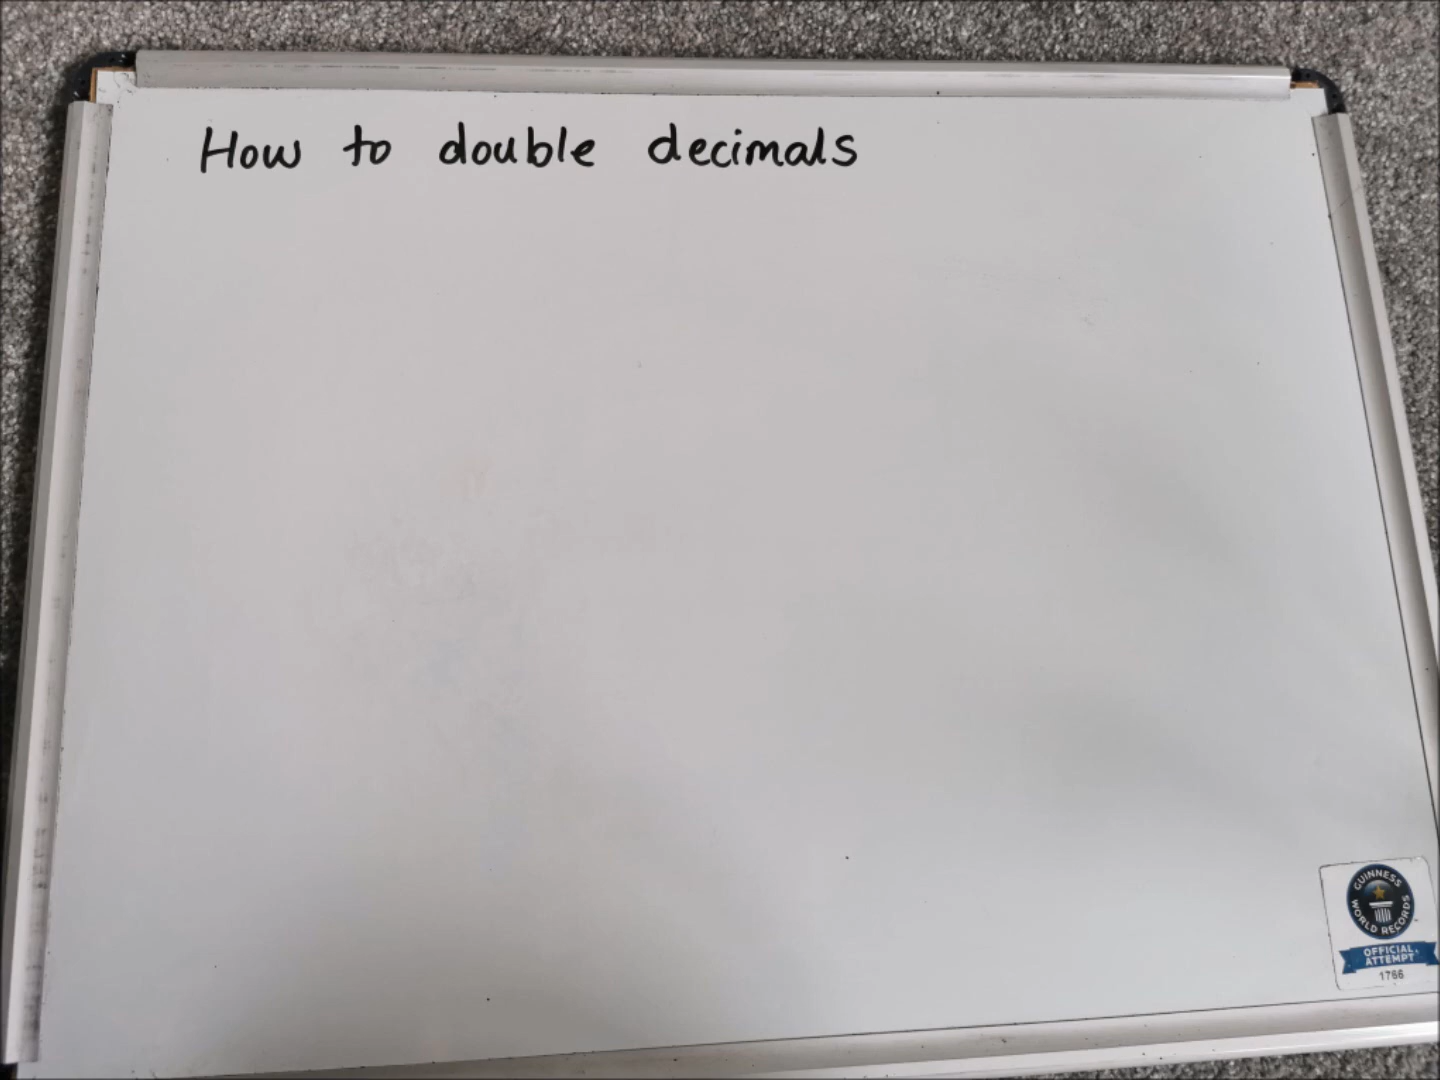 How to double decimals
GUINNESS
WORLD RECORDS
OFFICIAL
ATTEMPT
1766